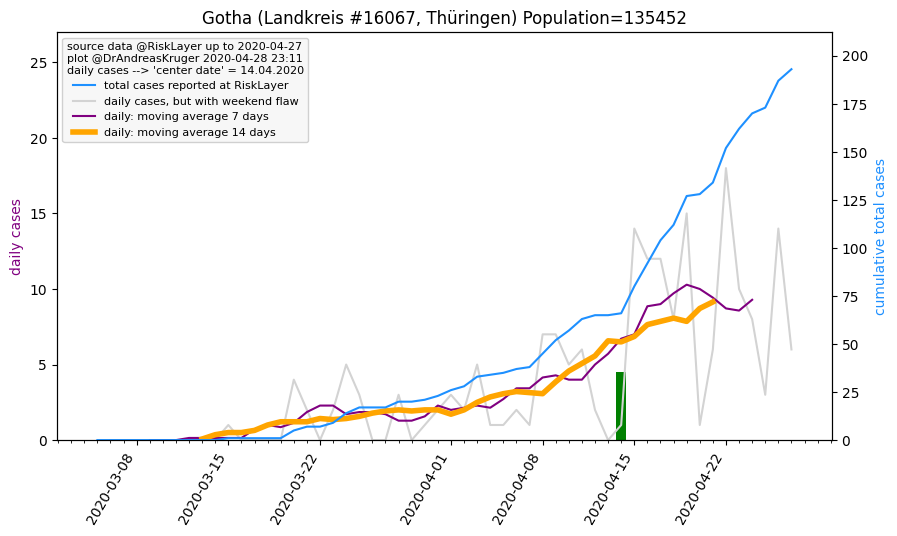 Gotha (Landkreis #16067, Thüringen) Population=135452
source data @RiskLayer up to 2020-04-27
plot @DrAndreasKruger 2020-04-28 23:11
daily cases --> 'center date' = 14.04.2020
total cases reported at RiskLayer
daily cases, but with weekend flaw
daily: moving average 7 days
daily: moving average 14 days
daily cases
25
20
15
10
5
0
200
175
150
125
100
75
50
25
0
cumulative total cases
2020-03-08
2020-03-15
2020-03-22
2020-04-01
2020-04-08
2020-04-15
2020-04-22